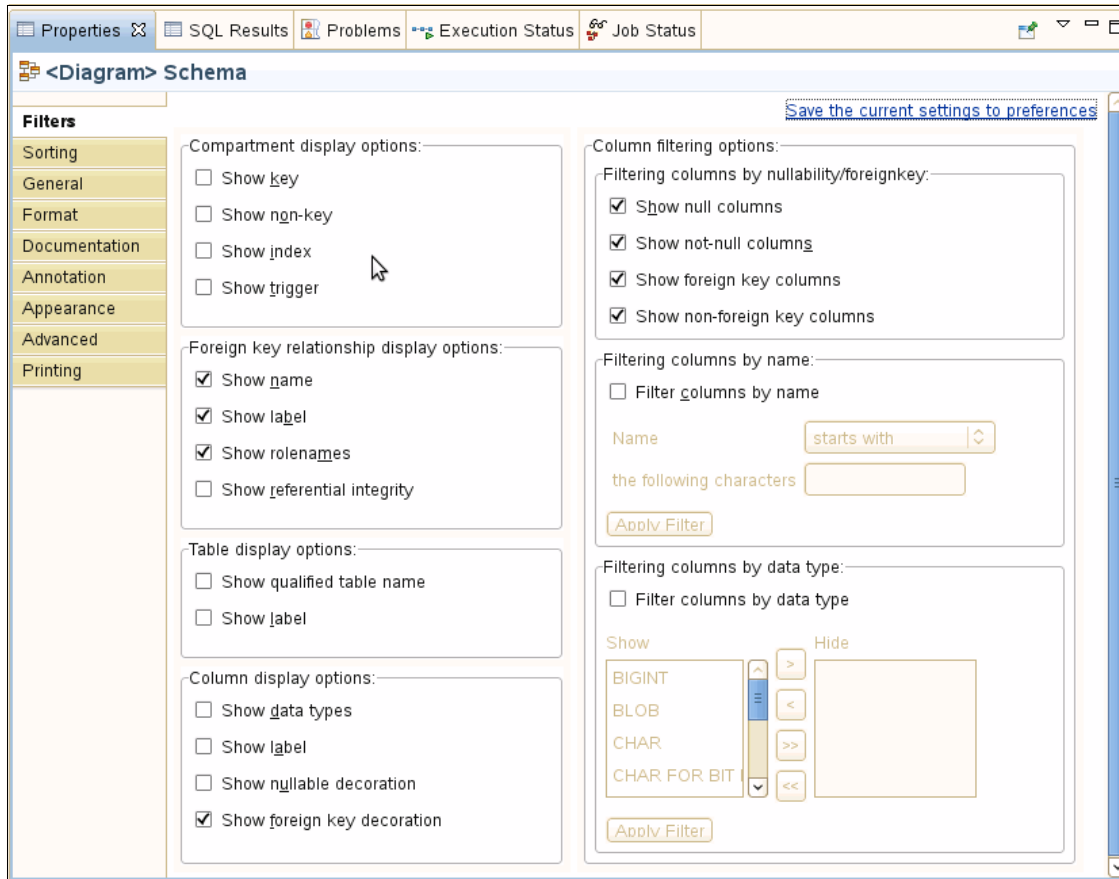 Properties SQL Results Problems Execution Status Job Status
<Diagram> Schema
Save the current settings to preferences
Filters
Sorting
General
Format
Documentation
Annotation
Appearance
Advanced
Printing
Compartment display options:
Show key
Show non-key
Show index
Show trigger
Foreign key relationship display options:
Show name
Show label
Show rolenames
Show referential integrity
Table display options:
Show qualified table name
Show label
Column display options:
Show data types
Show label
Show nullable decoration
Show foreign key decoration
Column filtering options:
Filtering columns by nullability/foreignkey:
Show null columns
Show not-null columns
Show foreign key columns
Show non-foreign key columns
Filtering columns by name:
Filter columns by name
Name starts with
the following characters
Apply Filter
Filtering columns by data type:
Filter columns by data type
Show Hide
BIGINT >
BLOB <
CHAR >>
CHAR FOR BIT <<
Apply Filter